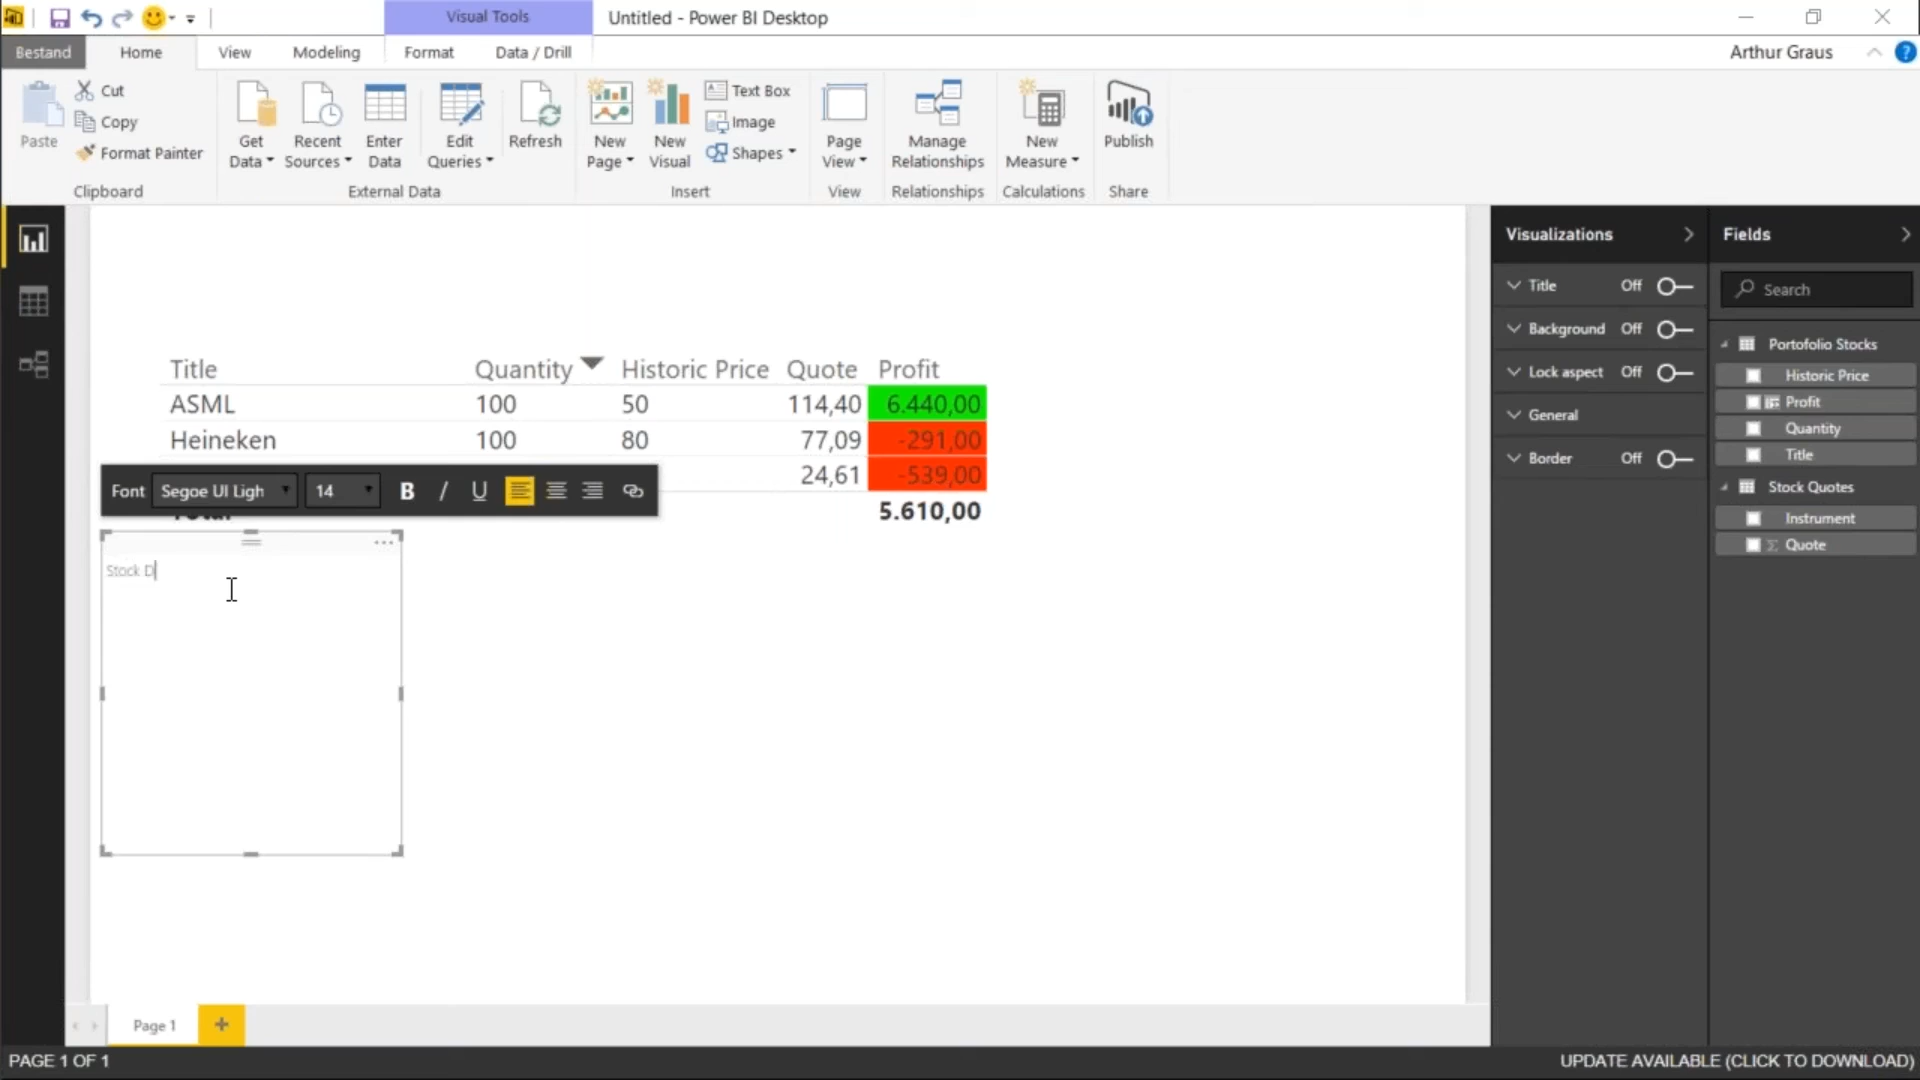 Visual Tools
Untitled - Power BI Desktop
Bestand
Home
View
Modeling
Format
Data / Drill
Arthur Graus
?
Paste
Cut
Copy
Format Painter
Clipboard
Get Data
Recent Sources
Enter Data
Edit Queries
Refresh
External Data
New Page
New Visual
Text Box
Image
Shapes
Insert
Page View
View
Manage Relationships
Relationships
New Measure
Calculations
Publish
Share
Title Quantity Historic Price Quote Profit
ASML 100 50 114,40 6.440,00
Heineken 100 80 77,09 -291,00
24,61 -539,00
5.610,00
Font Segoe UI Ligh 14 B / U
Stock D
Visualizations
Title Off
Background Off
Lock aspect Off
General
Border Off
Fields
Search
Portofolio Stocks
Historic Price
Profit
Quantity
Title
Stock Quotes
Instrument
Σ Quote
Page 1
+
PAGE 1 OF 1
UPDATE AVAILABLE (CLICK TO DOWNLOAD)